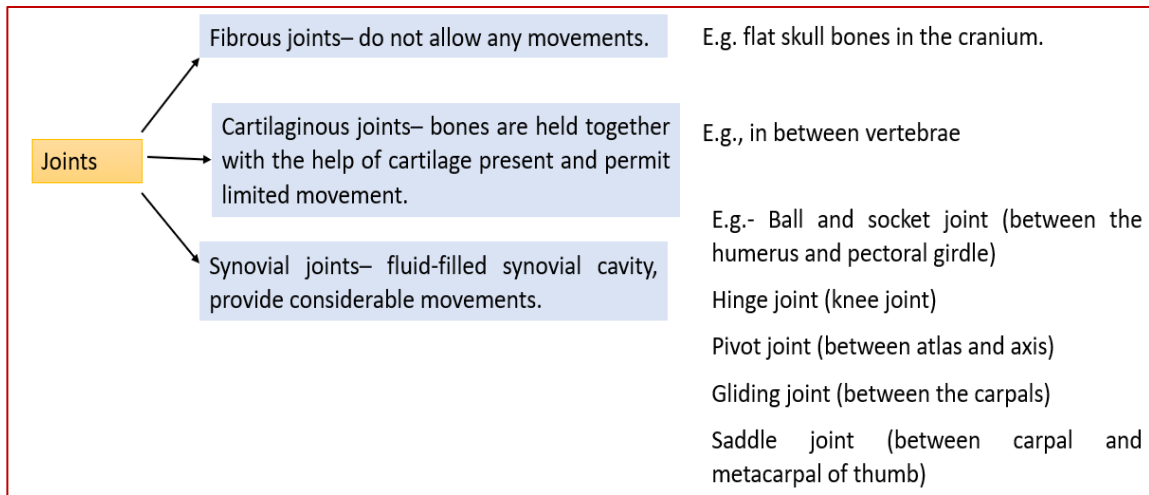 Fibrous joints– do not allow any movements.
E.g. flat skull bones in the cranium.
Joints
Cartilaginous joints– bones are held together
with the help of cartilage present and permit
limited movement.
E.g., in between vertebrae
Synovial joints– fluid-filled synovial cavity,
provide considerable movements.
E.g.- Ball and socket joint (between the
humerus and pectoral girdle)
Hinge joint (knee joint)
Pivot joint (between atlas and axis)
Gliding joint (between the carpals)
Saddle joint (between carpal and
metacarpal of thumb)